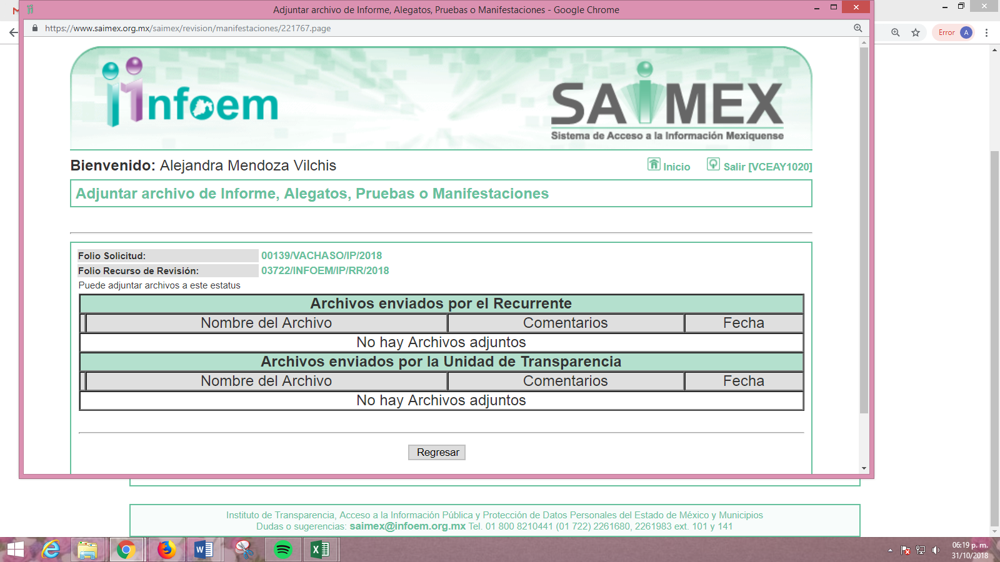 Adjuntar archivo de Informe, Alegatos, Pruebas o Manifestaciones - Google Chrome
https://www.saimex.org.mx/saimex/revision/manifestaciones/221767.page
Error A
infoem
SAIMEX
Sistema de Acceso a la Información Mexiquense
Bienvenido: Alejandra Mendoza Vilchis
Inicio
Salir [VCEAY1020]
Adjuntar archivo de Informe, Alegatos, Pruebas o Manifestaciones
Folio Solicitud: 00139/VACHASO/IP/2018
Folio Recurso de Revisión: 03722/INFOEM/IP/RR/2018
Puede adjuntar archivos a este estatus
Archivos enviados por el Recurrente
Nombre del Archivo Comentarios Fecha
No hay Archivos adjuntos
Archivos enviados por la Unidad de Transparencia
Nombre del Archivo Comentarios Fecha
No hay Archivos adjuntos
Regresar
Instituto de Transparencia, Acceso a la Información Pública y Protección de Datos Personales del Estado de México y Municipios
Dudas o sugerencias: saimex@infoem.org.mx Tel. 01 800 8210441 (01 722) 2261680, 2261983 ext. 101 y 141
06:19 p. m.
31/10/2018